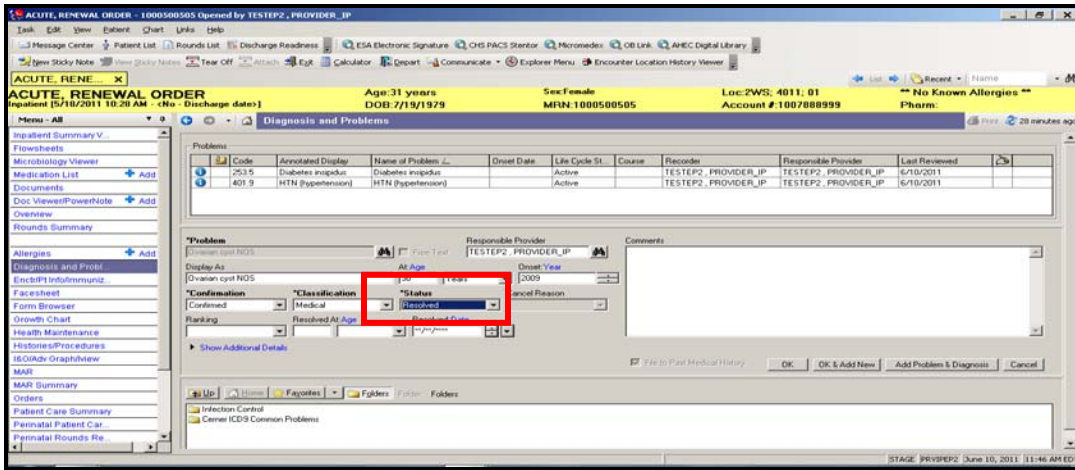 ACUTE, RENEWAL ORDER - 1000500505 Opened by TESTEP2 , PROVIDER_IP
Task Edit View Patient Chart Links Help
Message Center Patient List Rounds List Discharge Readiness ESA Electronic Signature CHS PACS Stentor Micromedex OB Link AHEC Digital Library
New Sticky Note View Sticky Notes Tear Off Attach Exit Calculator Depart Communicate Explorer Menu Encounter Location History Viewer
ACUTE, RENE... x List Recent Name
ACUTE, RENEWAL ORDER Age:31 years Sex:Female Loc:2WS; 4011; 01 ** No Known Allergies **
Inpatient [5/18/2011 10:28 AM - <No - Discharge date>] DOB:7/19/1979 MRN:1000500505 Account #:1007888999 Pharm:
Menu - All Diagnosis and Problems Print 28 minutes ago
Inpatient Summary V...
Flowsheets
Microbiology Viewer
Medication List Add
Documents
Doc Viewer/PowerNote Add
Overview
Rounds Summary
Allergies Add
Diagnosis and Probl...
Enctr/Pt Info/Immuniz...
Facesheet
Form Browser
Growth Chart
Health Maintenance
Histories/Procedures
I&O/Adv Graph/Iview
MAR
MAR Summary
Orders
Patient Care Summary
Perinatal Patient Car...
Perinatal Rounds Re...
Problems
Code Annotated Display Name of Problem Onset Date Life Cycle St... Course Recorder Responsible Provider Last Reviewed
253.5 Diabetes insipidus Diabetes insipidus Active TESTEP2 , PROVIDER_IP TESTEP2 , PROVIDER_IP 6/10/2011
401.9 HTN (hypertension) HTN (hypertension) Active TESTEP2 , PROVIDER_IP TESTEP2 , PROVIDER_IP 6/10/2011
*Problem Responsible Provider Comments
Ovarian cyst NOS Free Text TESTEP2 , PROVIDER_IP
Display As At Age Onset:Year
Ovarian cyst NOS 30 Years 2009
*Confirmation *Classification *Status Cancel Reason
Confirmed Medical Resolved
Ranking Resolved At Age Resolved Date
**/**/****
Show Additional Details
File to Past Medical History OK OK & Add New Add Problem & Diagnosis Cancel
Up Home Favorites Folders Folder: Folders
Infection Control
Cerner ICD9 Common Problems
STAGE PRVIPEP2 June 10, 2011 11:46 AM ED